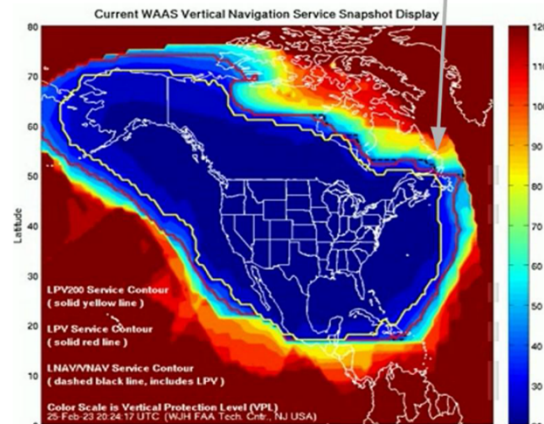 Current WAAS Vertical Navigation Service Snapshot Display
80
70
60
50
40
30
20
10
0
Latitude
LPV200 Service Contour
( solid yellow line )
LPV Service Contour
( solid red line )
LNAV/VNAV Service Contour
( dashed black line, includes LPV )
Color Scale is Vertical Protection Level (VPL)
25-Feb-23 20:24:17 UTC (WJH FAA Tech. Cntr., NJ USA)
120
110
100
90
80
70
60
50
40
30
20